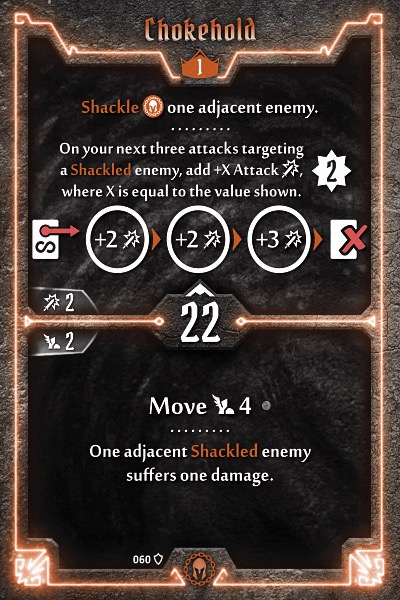 Chokehold
1
Shackle one adjacent enemy.
On your next three attacks targeting
a Shackled enemy, add +X Attack,
where X is equal to the value shown.
2
+2 +2 +3
2
22
2
Move 4
One adjacent Shackled enemy
suffers one damage.
060